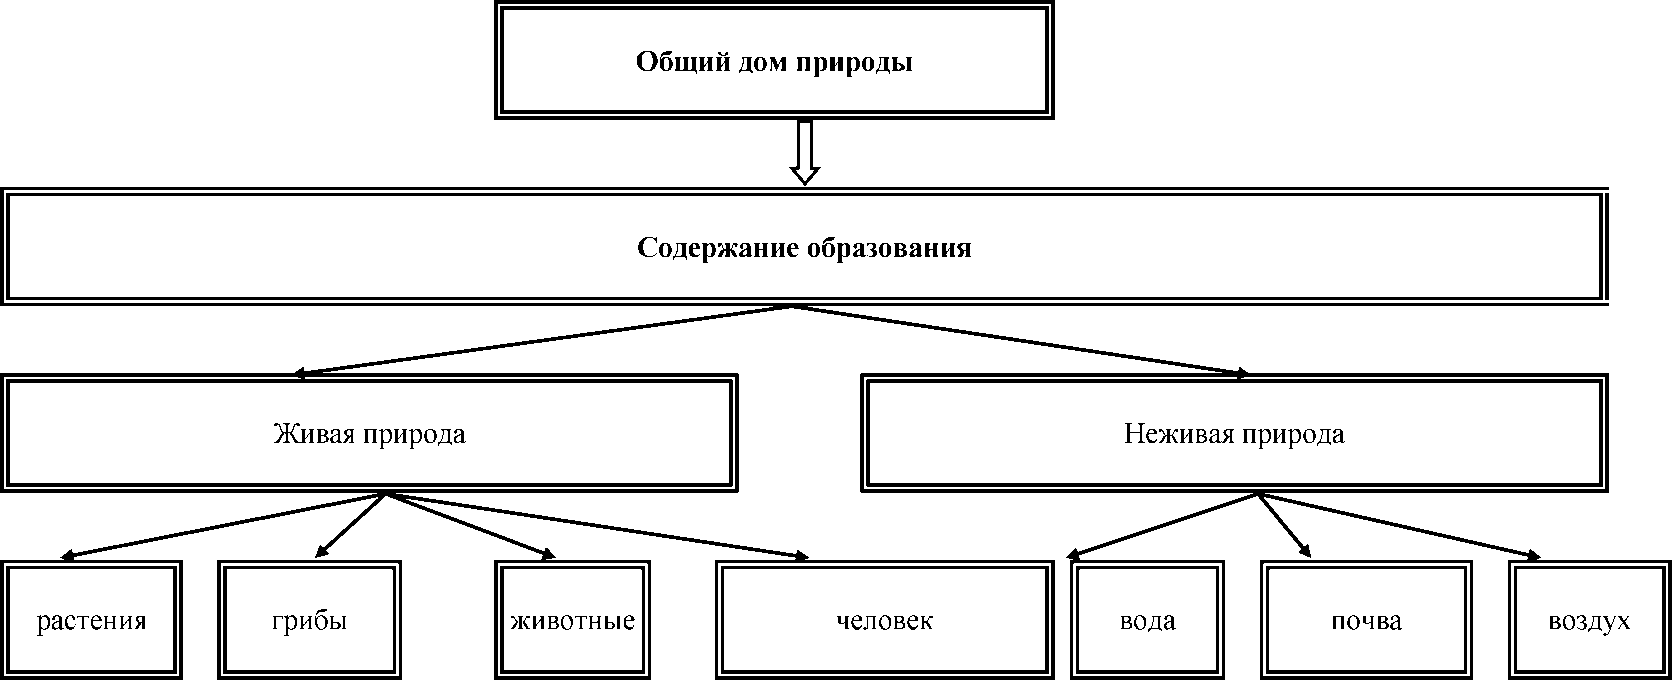 Общий дом природы
Содержание образования
Живая природа
Неживая природа
растения
грибы
животные
человек
вода
почва
воздух